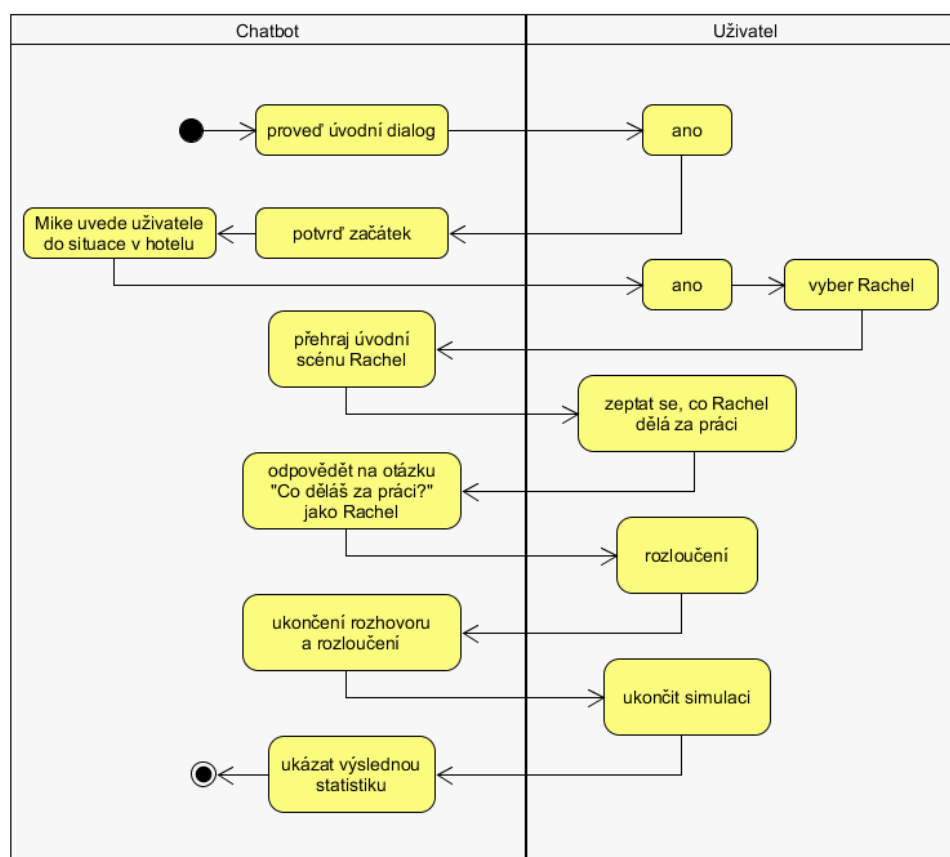 Chatbot
Uživatel
proveď úvodní dialog
ano
Mike uvede uživatele
do situace v hotelu
potvrď začátek
ano
vyber Rachel
přehraj úvodní
scénu Rachel
zeptat se, co Rachel
dělá za práci
odpovědět na otázku
"Co děláš za práci?"
jako Rachel
rozloučení
ukončení rozhovoru
a rozloučení
ukončit simulaci
ukázat výslednou
statistiku